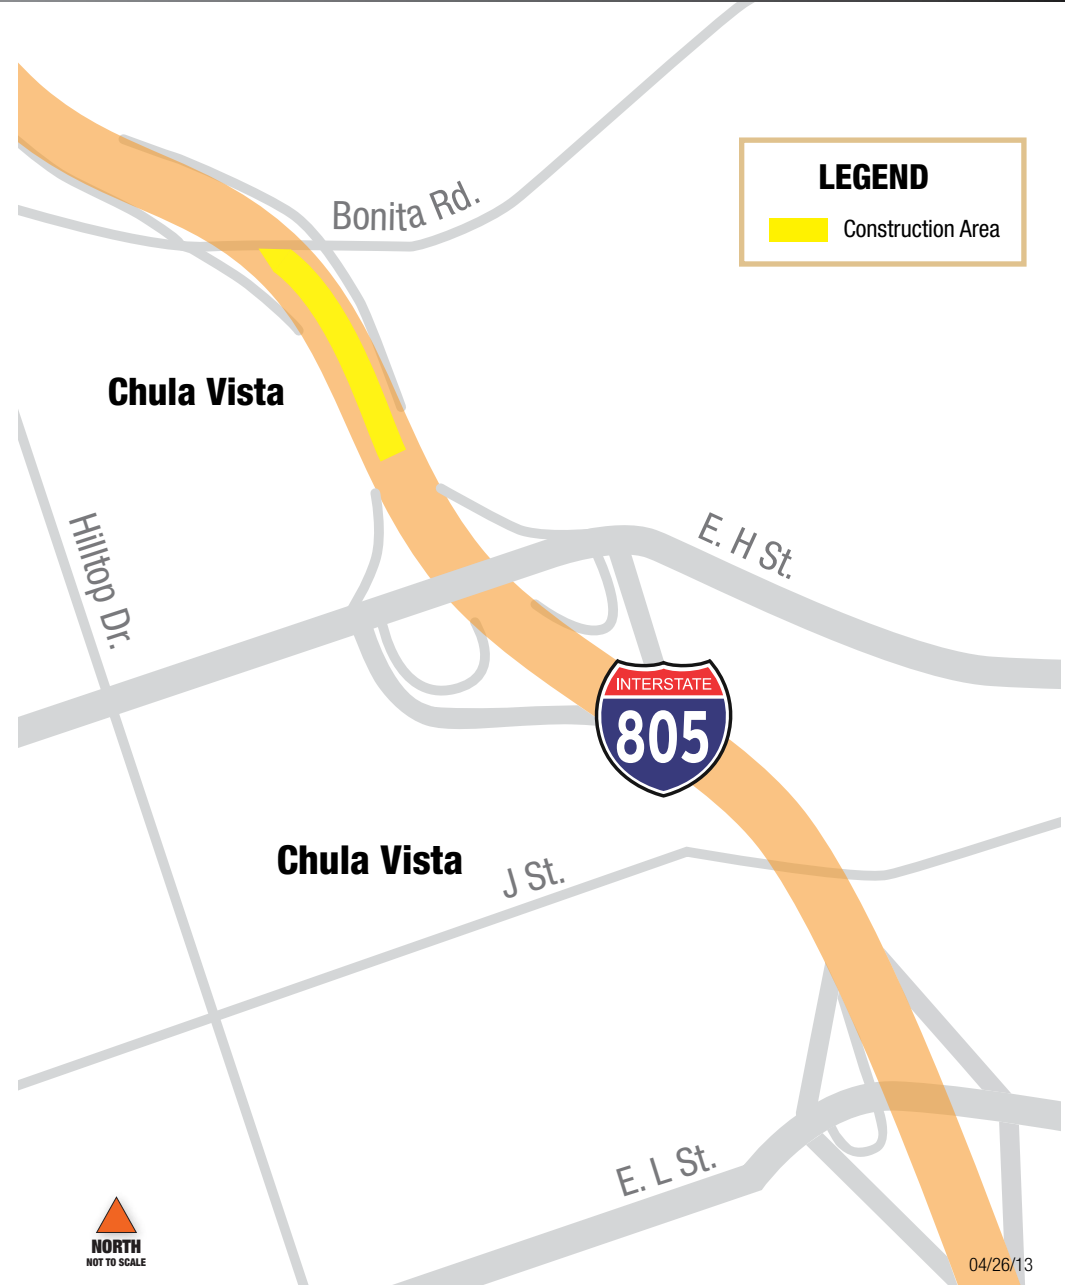 Bonita Rd.
LEGEND
Construction Area
Chula Vista
Hilltop Dr.
E. H St.
INTERSTATE
805
Chula Vista
J St.
E. L St.
NORTH
NOT TO SCALE
04/26/13